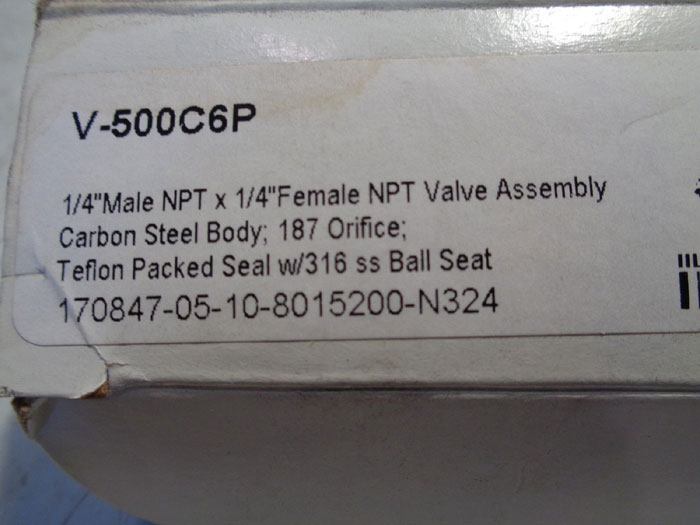 V-500C6P
1/4"Male NPT x 1/4"Female NPT Valve Assembly
Carbon Steel Body; 187 Orifice;
Teflon Packed Seal w/316 ss Ball Seat
170847-05-10-8015200-N324